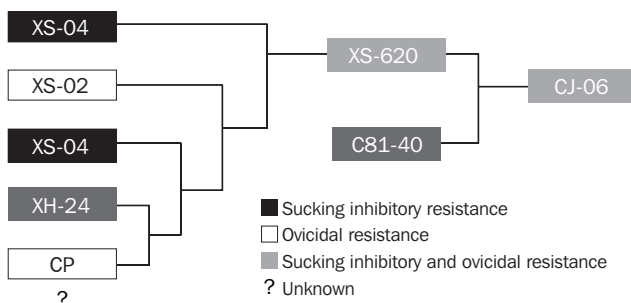 XS-04
XS-02
XS-04
XH-24
CP
?
XS-620
C81-40
CJ-06
Sucking inhibitory resistance
Ovicidal resistance
Sucking inhibitory and ovicidal resistance
? Unknown